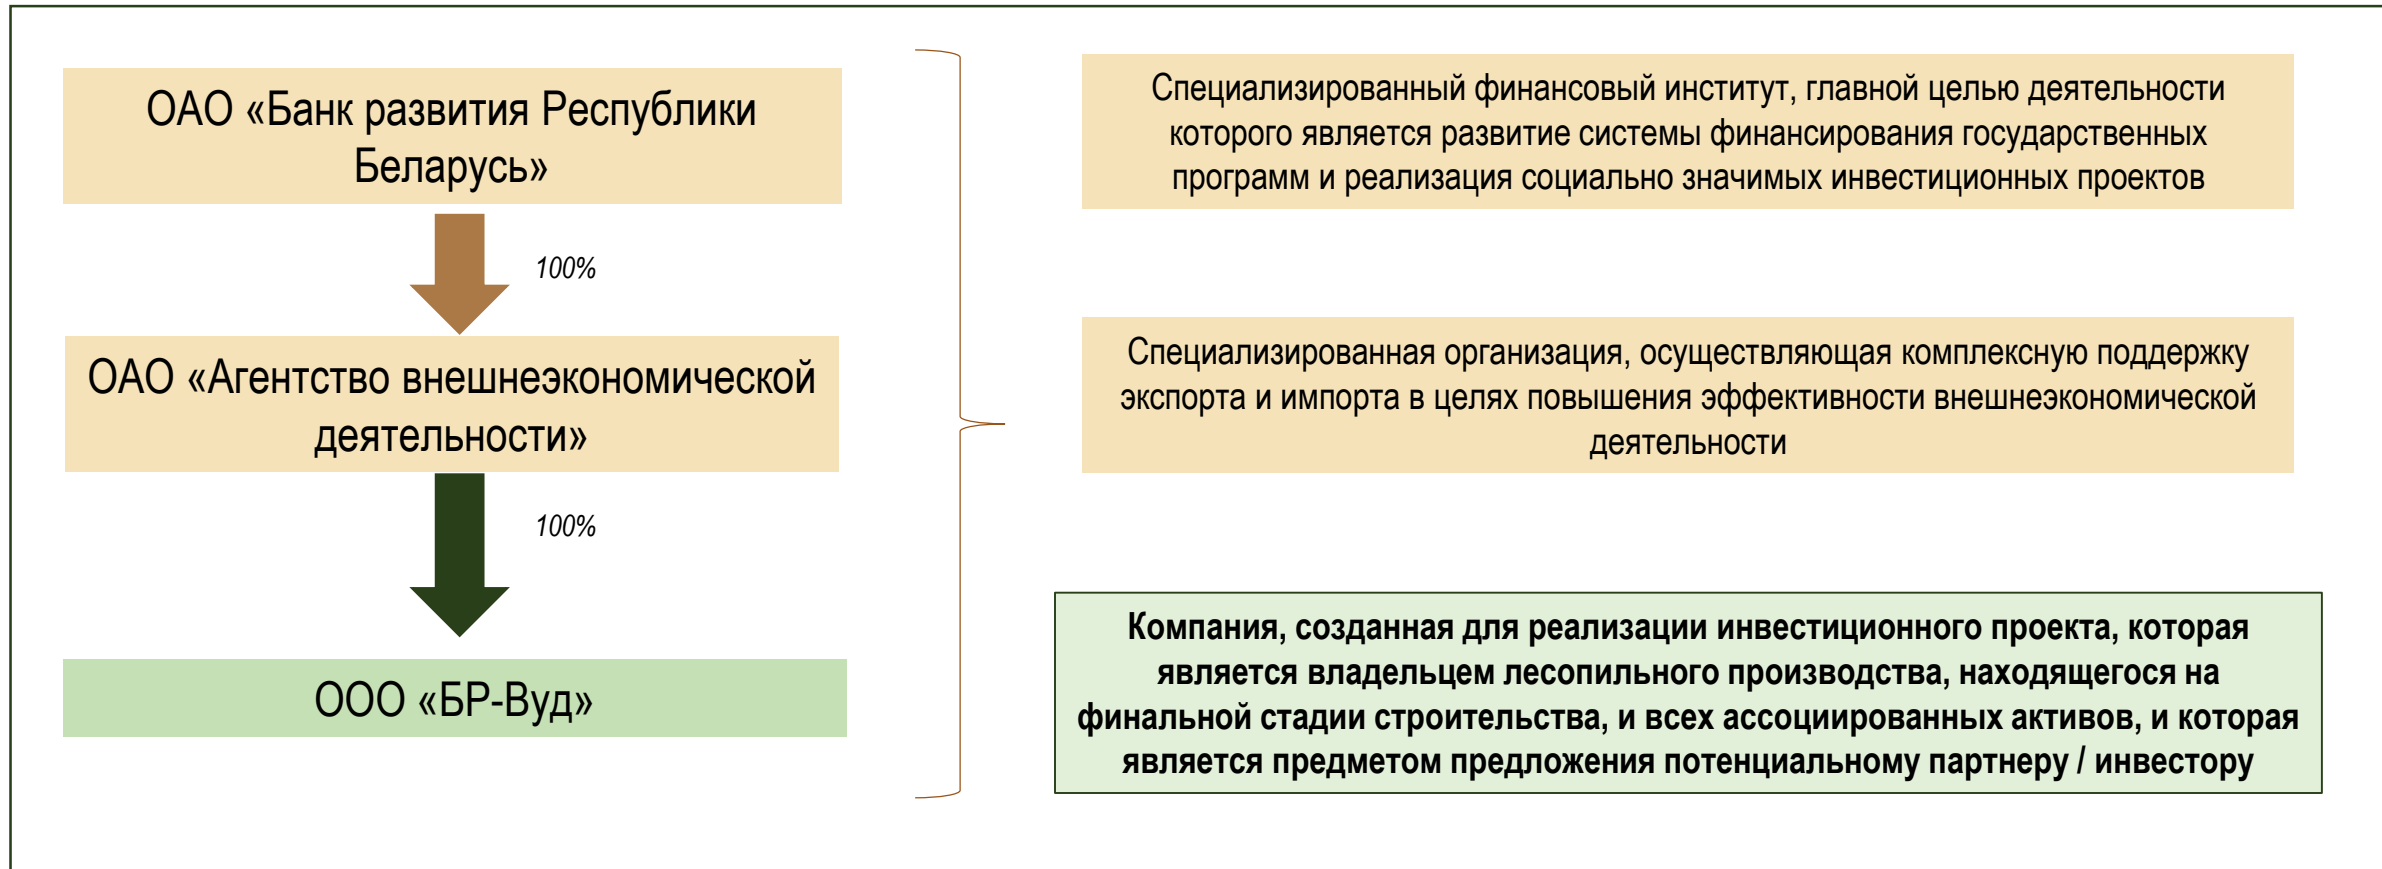 ОАО «Банк развития Республики
Беларусь»
Специализированный финансовый институт, главной целью деятельности
которого является развитие системы финансирования государственных
программ и реализация социально значимых инвестиционных проектов
100%
ОАО «Агентство внешнеэкономической
деятельности»
Специализированная организация, осуществляющая комплексную поддержку
экспорта и импорта в целях повышения эффективности внешнеэкономической
деятельности
100%
ООО «БР-Вуд»
Компания, созданная для реализации инвестиционного проекта, которая
является владельцем лесопильного производства, находящегося на
финальной стадии строительства, и всех ассоциированных активов, и которая
является предметом предложения потенциальному партнеру / инвестору